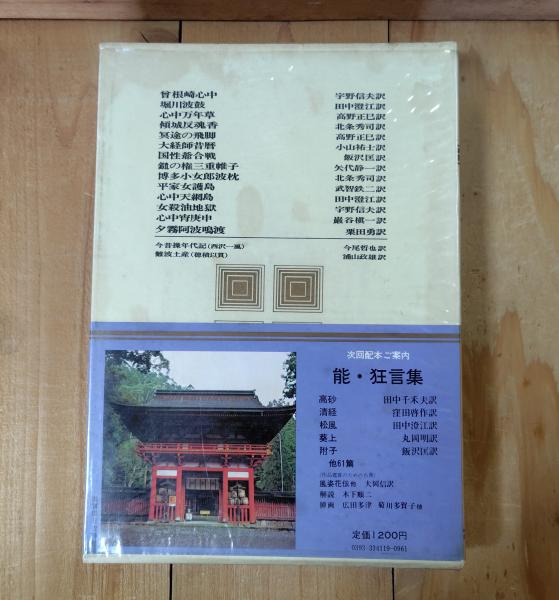 曾根崎心中 宇野信夫訳
堀川波鼓 田中澄江訳
心中万年草 高野正巳訳
傾城反魂香 北条秀司訳
冥途の飛脚 高野正巳訳
大経師昔暦 小山祐士訳
国性爺合戦 飯沢匡訳
鑓の権三重帷子 矢代静一訳
博多小女郎波枕 北条秀司訳
平家女護島 武智鉄二訳
心中天網島 田中澄江訳
女殺油地獄 宇野信夫訳
心中宵庚申 巌谷槇一訳
夕霧阿波鳴渡 栗田勇訳
今昔操年代記(西沢一風) 今尾哲也訳
難波土産(穂積以貫) 浦山政雄訳
次回配本ご案内
能・狂言集
高砂 田中千禾夫訳
清経 窪田啓作訳
松風 田中澄江訳
葵上 丸岡明訳
附子 飯沢匡訳
他61篇
風姿花伝他 大岡信訳
解説 木下順二
挿画 広田多津 菊川多賀子他
定価1200円
0393-334119-0961